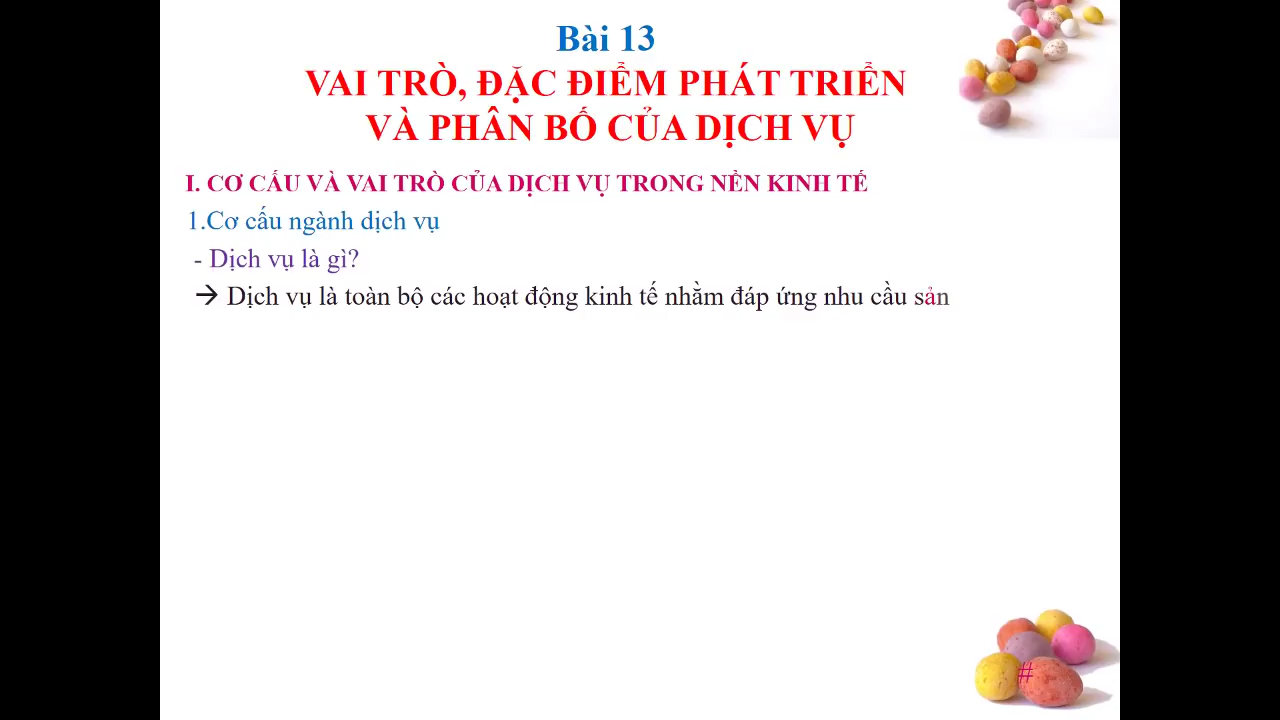 Bài 13
VAI TRÒ, ĐẶC ĐIỂM PHÁT TRIỂN
VÀ PHÂN BỐ CỦA DỊCH VỤ
I. CƠ CẤU VÀ VAI TRÒ CỦA DỊCH VỤ TRONG NỀN KINH TẾ
1.Cơ cấu ngành dịch vụ
- Dịch vụ là gì?
→ Dịch vụ là toàn bộ các hoạt động kinh tế nhằm đáp ứng nhu cầu sản
#